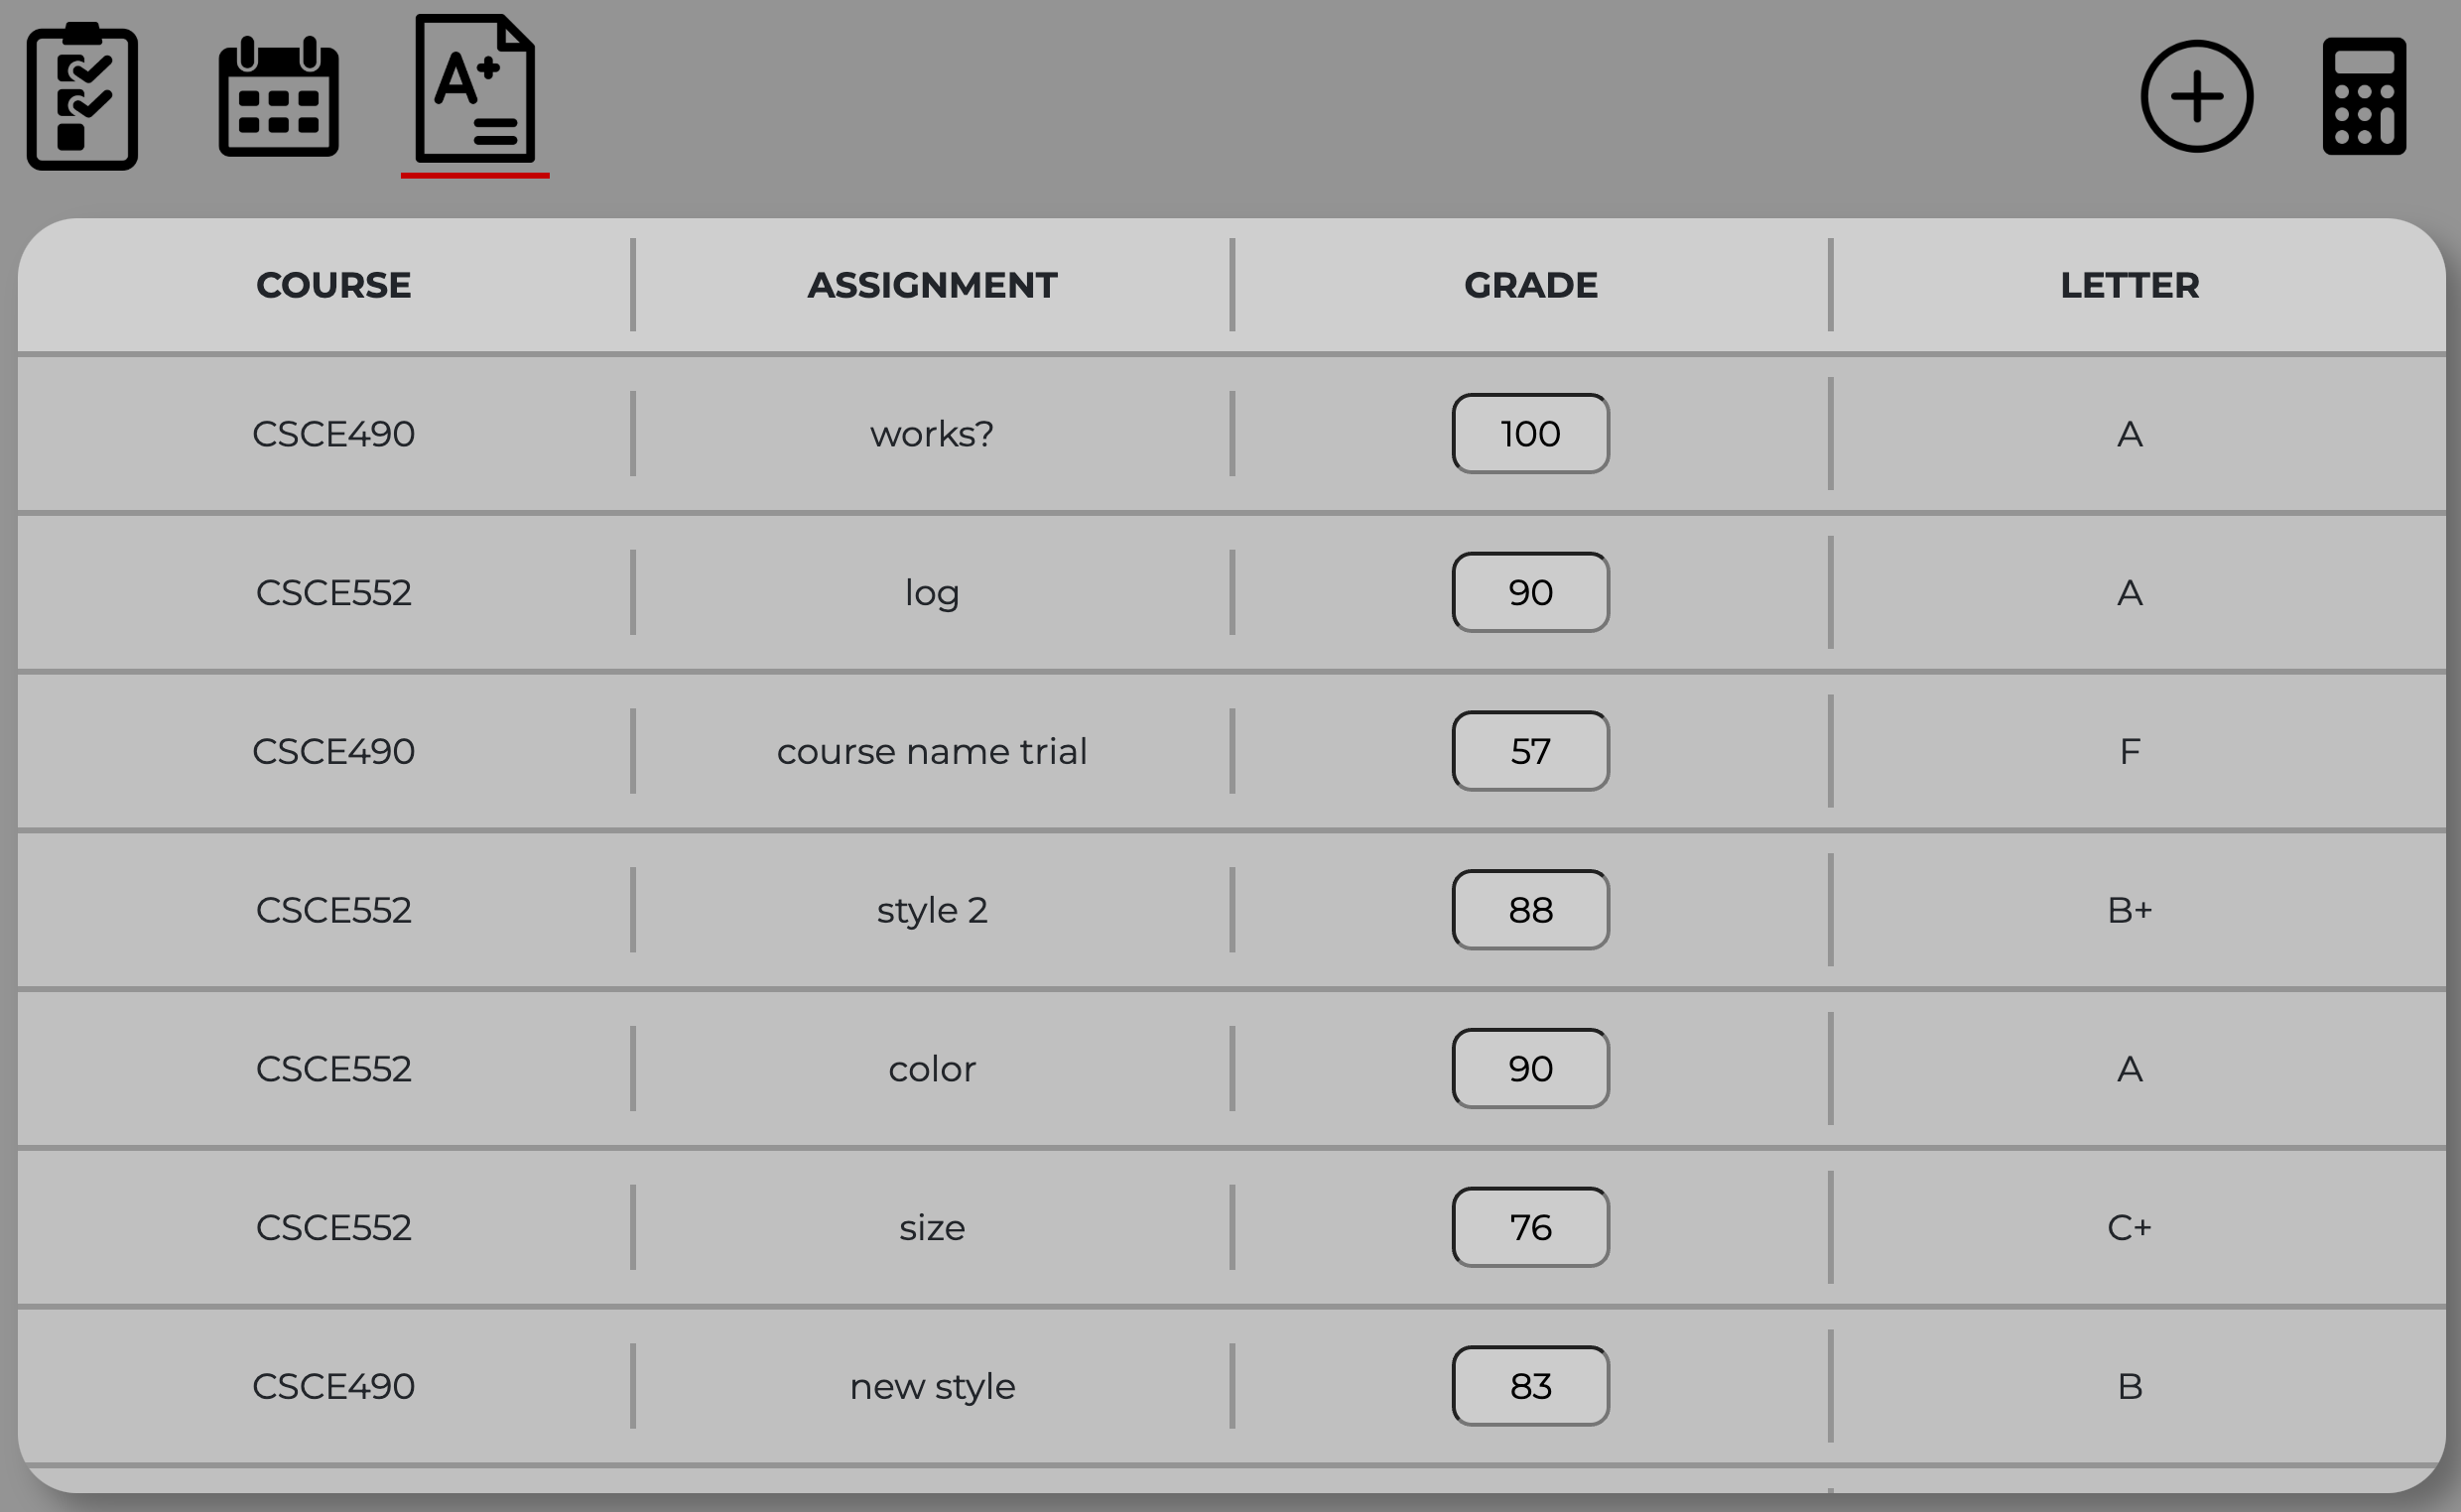 A+
COURSE ASSIGNMENT GRADE LETTER
CSCE490 works? 100 A
CSCE552 log 90 A
CSCE490 course name trial 57 F
CSCE552 style 2 88 B+
CSCE552 color 90 A
CSCE552 size 76 C+
CSCE490 new style 83 B